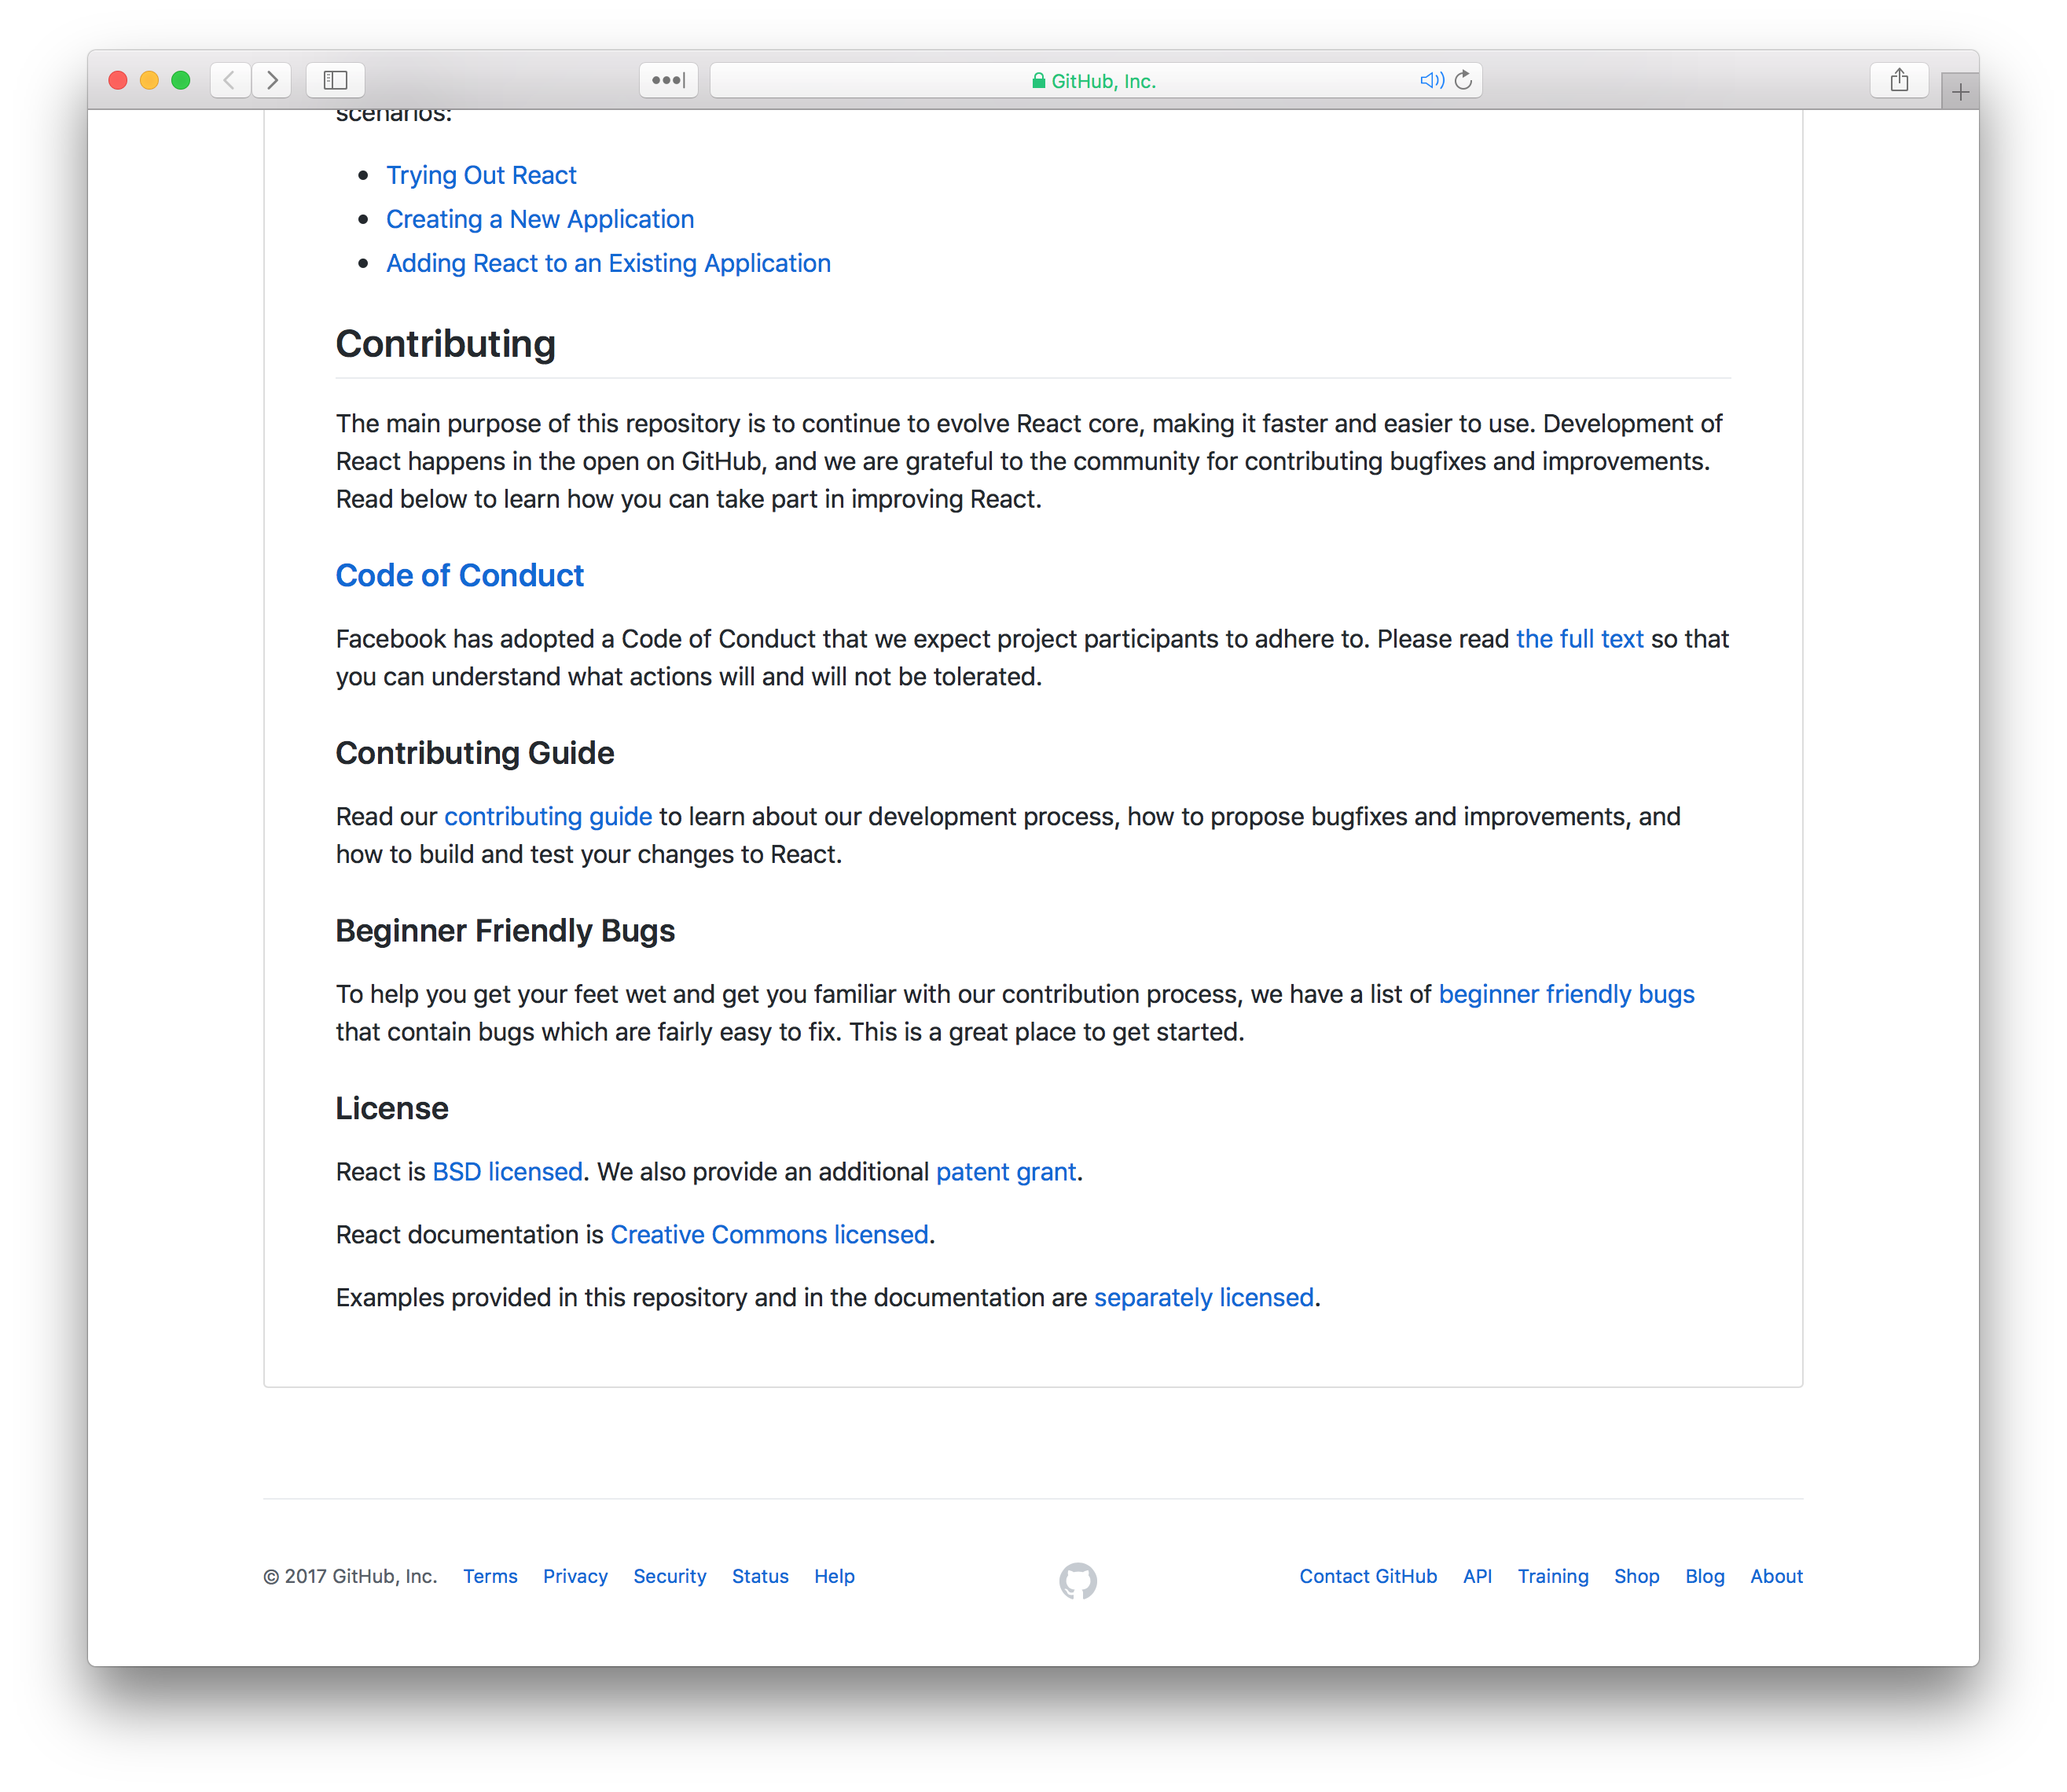 GitHub, Inc.
scenarios:
Trying Out React
Creating a New Application
Adding React to an Existing Application
Contributing
The main purpose of this repository is to continue to evolve React core, making it faster and easier to use. Development of
React happens in the open on GitHub, and we are grateful to the community for contributing bugfixes and improvements.
Read below to learn how you can take part in improving React.
Code of Conduct
Facebook has adopted a Code of Conduct that we expect project participants to adhere to. Please read the full text so that
you can understand what actions will and will not be tolerated.
Contributing Guide
Read our contributing guide to learn about our development process, how to propose bugfixes and improvements, and
how to build and test your changes to React.
Beginner Friendly Bugs
To help you get your feet wet and get you familiar with our contribution process, we have a list of beginner friendly bugs
that contain bugs which are fairly easy to fix. This is a great place to get started.
License
React is BSD licensed. We also provide an additional patent grant.
React documentation is Creative Commons licensed.
Examples provided in this repository and in the documentation are separately licensed.
© 2017 GitHub, Inc. Terms Privacy Security Status Help Contact GitHub API Training Shop Blog About